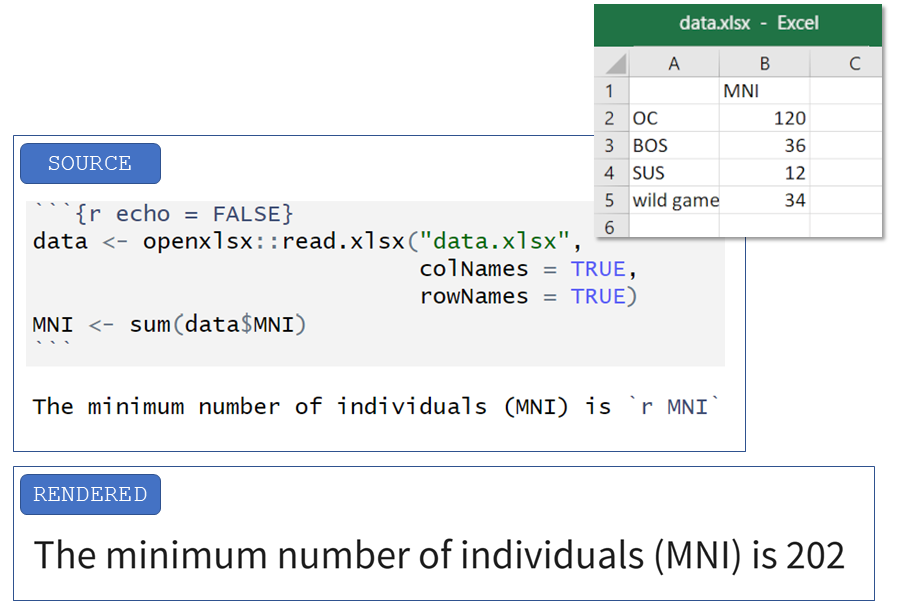 data.xlsx - Excel
A B C
1 MNI
2 OC 120
3 BOS 36
4 SUS 12
5 wild game 34
6
SOURCE
```{r echo = FALSE}
data <- openxlsx::read.xlsx("data.xlsx",
colNames = TRUE,
rowNames = TRUE)
MNI <- sum(data$MNI)
```
The minimum number of individuals (MNI) is `r MNI`
RENDERED
The minimum number of individuals (MNI) is 202